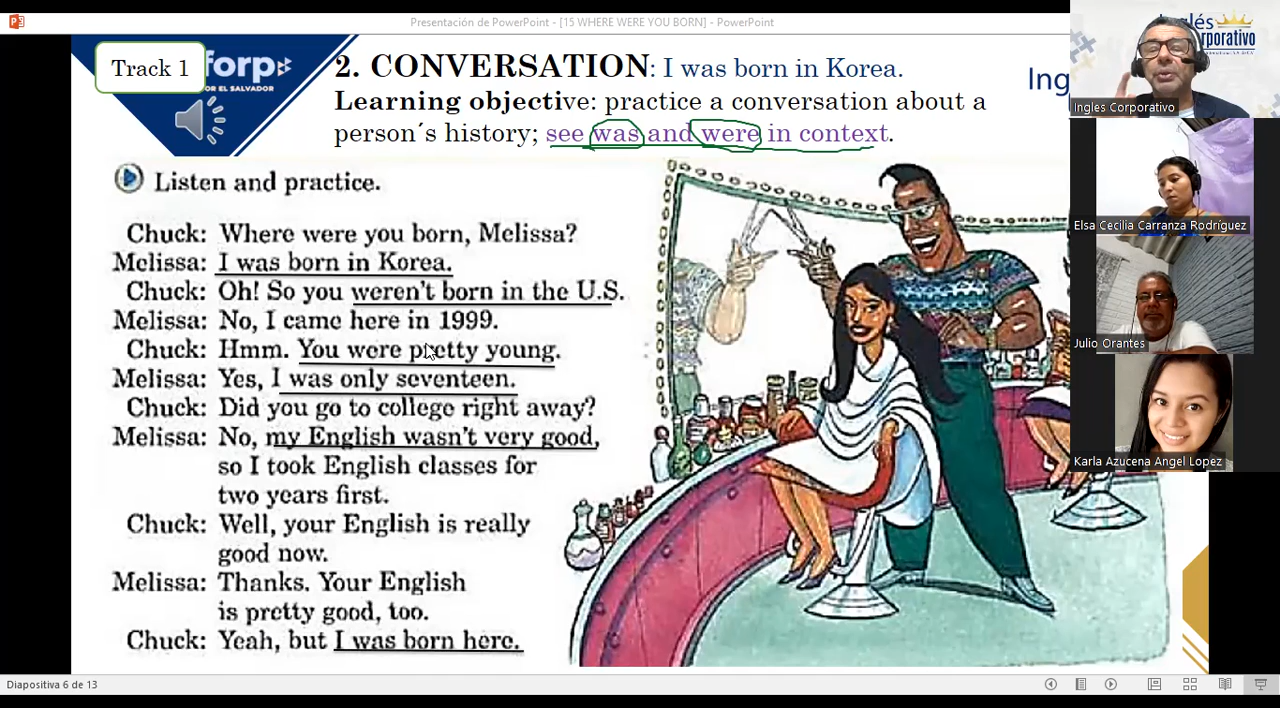 Presentación de PowerPoint - [15 WHERE WERE YOU BORN] - PowerPoint
Track 1
forp
POR EL SALVADOR
2. CONVERSATION: I was born in Korea.
Learning objective: practice a conversation about a
person's history; see was and were in context.
Ing
Listen and practice.
Chuck: Where were you born, Melissa?
Melissa: I was born in Korea.
Chuck: Oh! So you weren't born in the U.S.
Melissa: No, I came here in 1999.
Chuck: Hmm. You were pretty young.
Melissa: Yes, I was only seventeen.
Chuck: Did you go to college right away?
Melissa: No, my English wasn't very good,
so I took English classes for
two years first.
Chuck: Well, your English is really
good now.
Melissa: Thanks. Your English
is pretty good, too.
Chuck: Yeah, but I was born here.
Ingles Corporativo
Elsa Cecilia Carranza Rodríguez
Julio Orantes
Karla Azucena Angel Lopez
Diapositiva 6 de 13